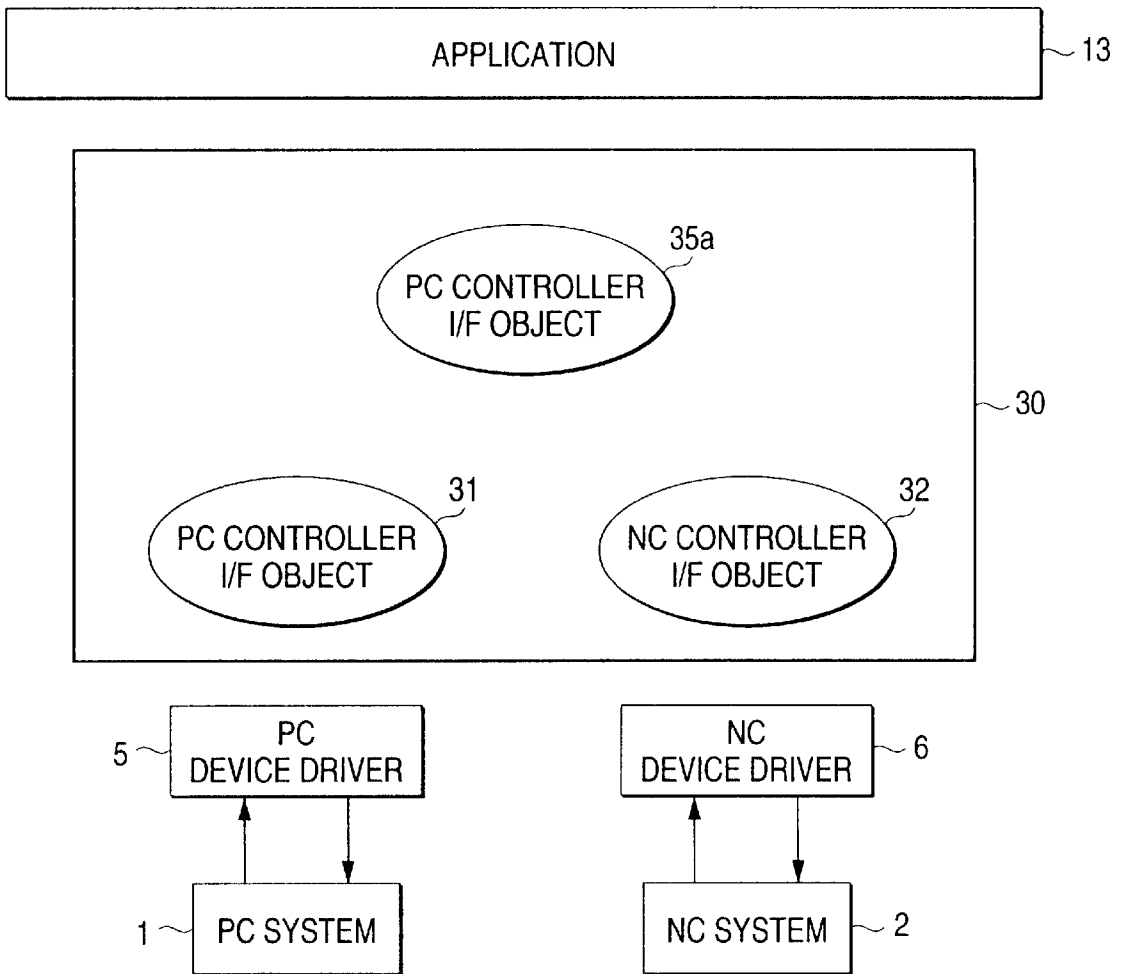 APPLICATION
13
35a
PC CONTROLLER
I/F OBJECT
30
31
PC CONTROLLER
I/F OBJECT
32
NC CONTROLLER
I/F OBJECT
5
PC
DEVICE DRIVER
NC
DEVICE DRIVER
6
1
PC SYSTEM
NC SYSTEM
2